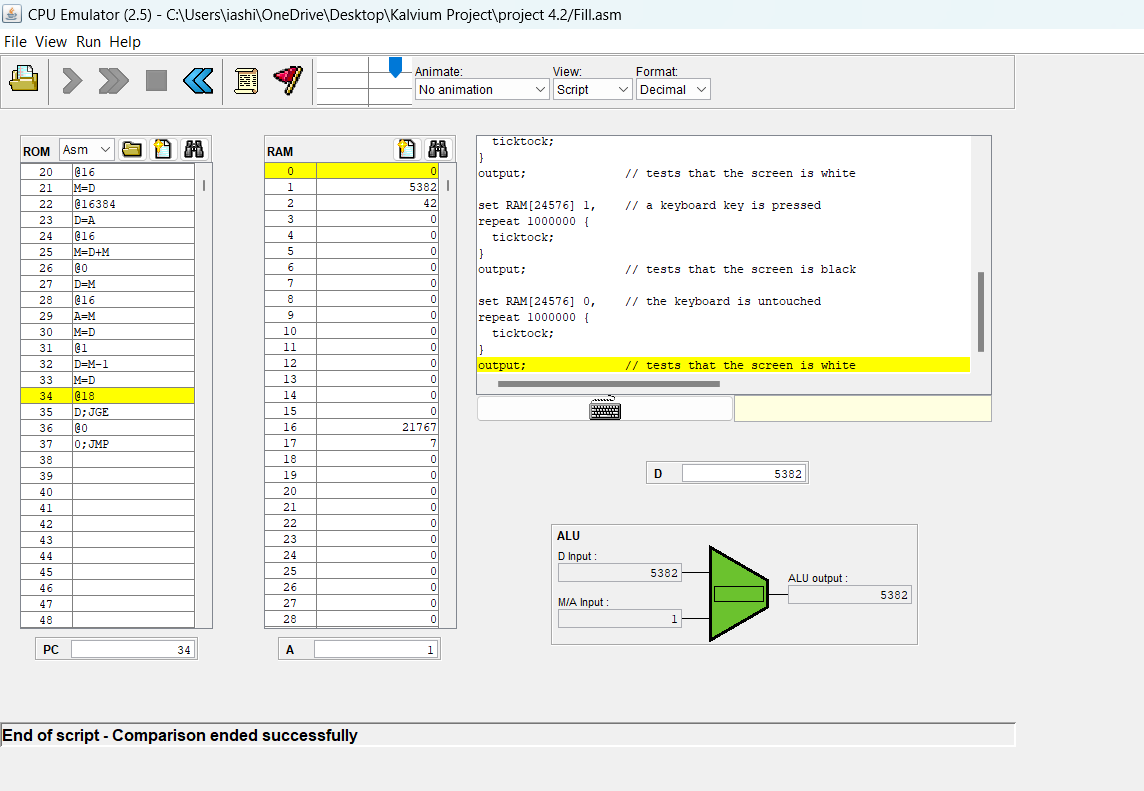 CPU Emulator (2.5) - C:\Users\iashi\OneDrive\Desktop\Kalvium Project\project 4.2/Fill.asm
File View Run Help
Animate: View: Format:
No animation Script Decimal
ROM Asm
20 @16
21 M=D
22 @16384
23 D=A
24 @16
25 M=D+M
26 @0
27 D=M
28 @16
29 A=M
30 M=D
31 @1
32 D=M-1
33 M=D
34 @18
35 D;JGE
36 @0
37 0;JMP
38
39
40
41
42
43
44
45
46
47
48
PC 34
RAM
0 0
1 5382
2 42
3 0
4 0
5 0
6 0
7 0
8 0
9 0
10 0
11 0
12 0
13 0
14 0
15 0
16 21767
17 7
18 0
19 0
20 0
21 0
22 0
23 0
24 0
25 0
26 0
27 0
28 0
A 1
ticktock;
}
output; // tests that the screen is white
set RAM[24576] 1, // a keyboard key is pressed
repeat 1000000 {
ticktock;
}
output; // tests that the screen is black
set RAM[24576] 0, // the keyboard is untouched
repeat 1000000 {
ticktock;
}
output; // tests that the screen is white
D 5382
ALU
D Input :
5382
M/A Input :
1
ALU output :
5382
End of script - Comparison ended successfully